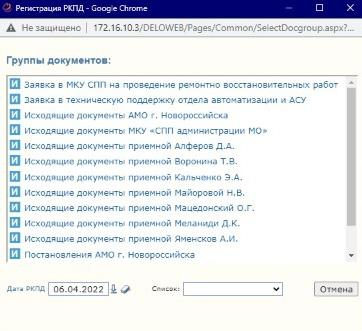 Регистрация РКПД - Google Chrome
Не защищено 172.16.10.3/DELOWEB/Pages/Common/SelectDocgroup.aspx?...
Группы документов:
И Заявка в МКУ СПП на проведение ремонтно восстановительных работ
И Заявка в техническую поддержку отдела автоматизации и АСУ
И Исходящие документы АМО г. Новороссийска
И Исходящие документы МКУ «СПП администрации МО»
И Исходящие документы приемной Алферов Д.А.
И Исходящие документы приемной Воронина Т.В.
И Исходящие документы приемной Кальченко Э.А.
И Исходящие документы приемной Майоровой Н.В.
И Исходящие документы приемной Мацедонский О.Г.
И Исходящие документы приемной Меланиди Д.К.
И Исходящие документы приемной Яменсков А.И.
И Постановления АМО г. Новороссийска
Дата РКПД 06.04.2022 Список: Отмена